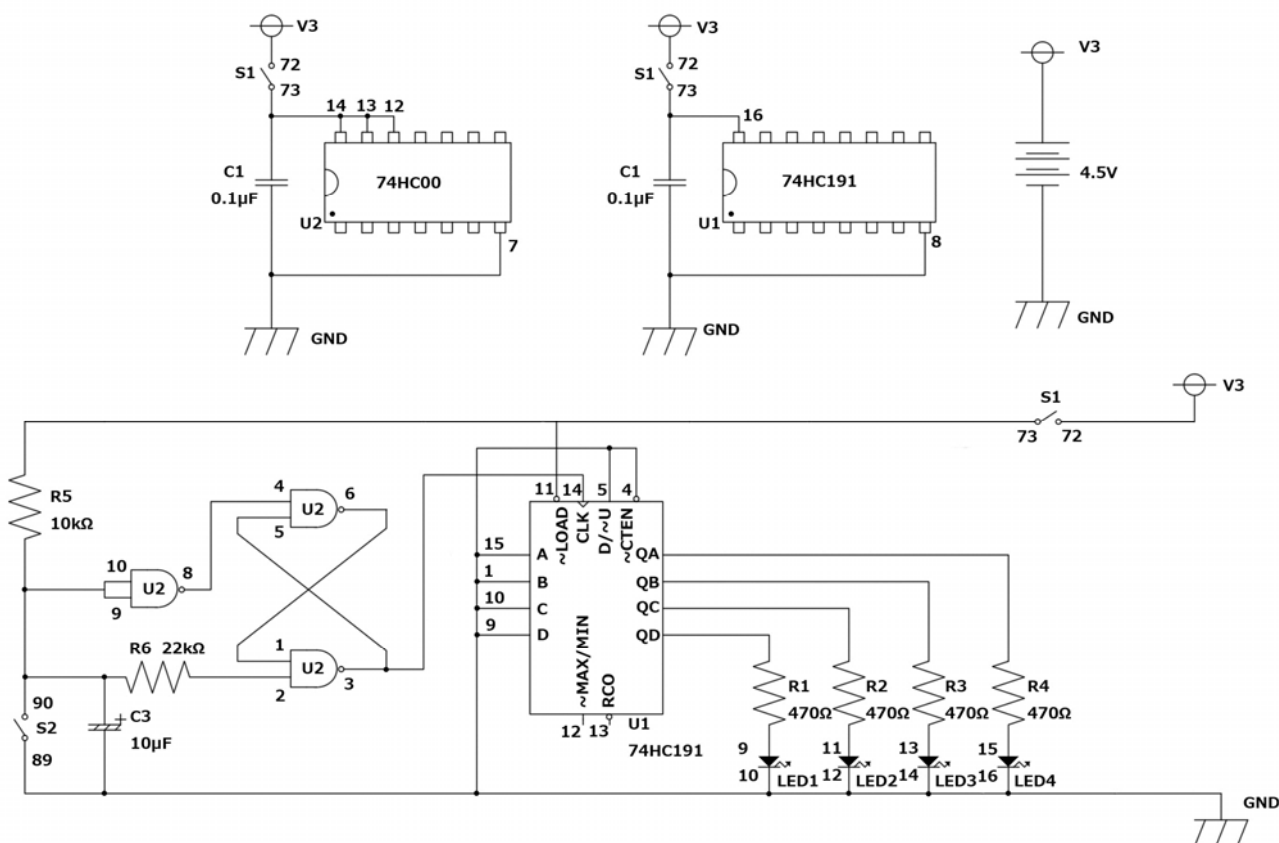 V3
72
S1
73
14 13 12
C1
0.1μF
74HC00
U2
7
GND
V3
72
S1
73
16
C1
0.1μF
74HC191
U1
8
GND
V3
4.5V
GND
V3
S1
73 72
R5
10kΩ
4
U2
6
5
10
U2
8
9
R6 22kΩ
1
U2
3
2
90
S2
89
C3
+
10μF
11 14 5 4
~LOAD
CLK
D/~U
~CTEN
15 A
1 B
10 C
9 D
QA
QB
QC
QD
~MAX/MIN
RCO
12 13
U1
74HC191
R1
470Ω
R2
470Ω
R3
470Ω
R4
470Ω
9
10
LED1
11
12
LED2
13
14
LED3
15
16
LED4
GND